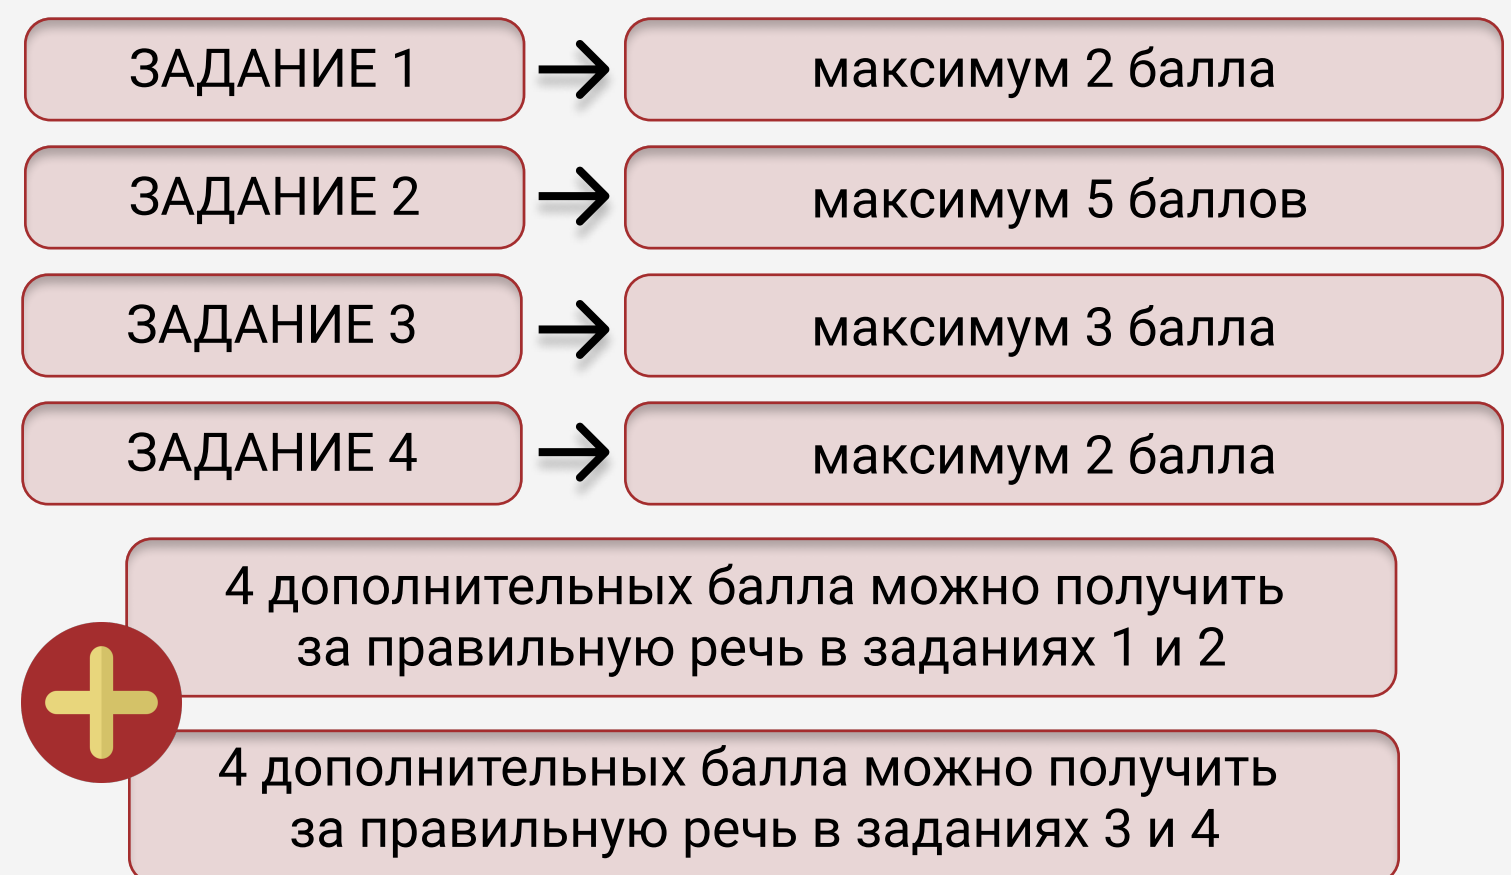 ЗАДАНИЕ 1
максимум 2 балла
ЗАДАНИЕ 2
максимум 5 баллов
ЗАДАНИЕ 3
максимум 3 балла
ЗАДАНИЕ 4
максимум 2 балла
4 дополнительных балла можно получить
за правильную речь в заданиях 1 и 2
4 дополнительных балла можно получить
за правильную речь в заданиях 3 и 4